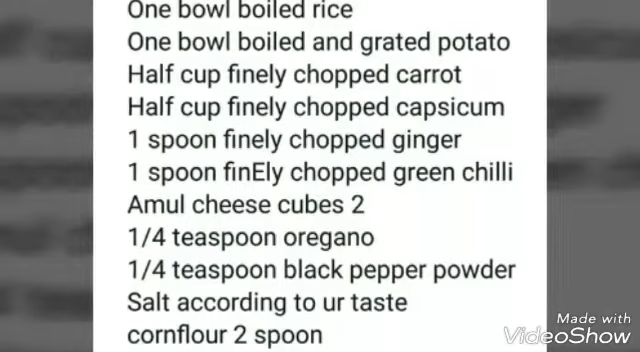 One bowl boiled rice
One bowl boiled and grated potato
Half cup finely chopped carrot
Half cup finely chopped capsicum
1 spoon finely chopped ginger
1 spoon finEly chopped green chilli
Amul cheese cubes 2
1/4 teaspoon oregano
1/4 teaspoon black pepper powder
Salt according to ur taste
cornflour 2 spoon
Made with
VideoShow